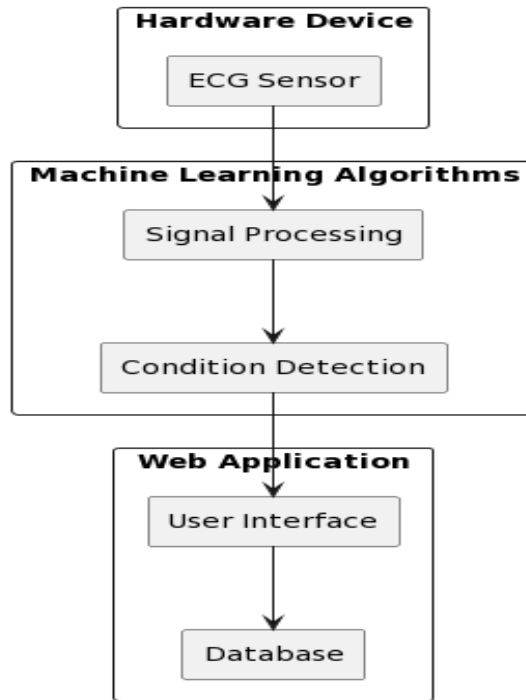 Hardware Device
ECG Sensor
Machine Learning Algorithms
Signal Processing
Condition Detection
Web Application
User Interface
Database